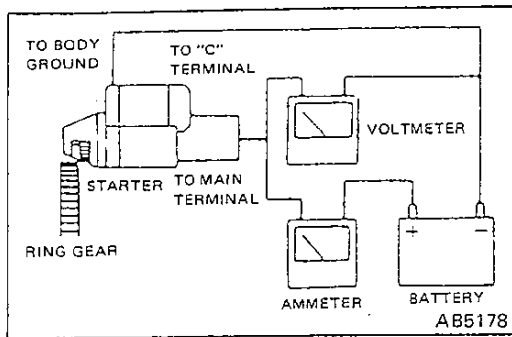 TO BODY
GROUND
TO "C"
TERMINAL
VOLTMETER
STARTER
TO MAIN
TERMINAL
RING GEAR
+
−
AMMETER
BATTERY
AB5178